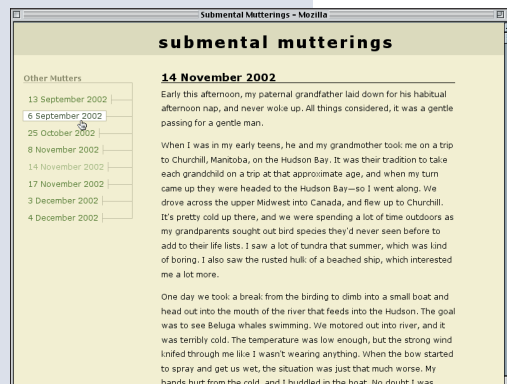 Submental Mutterings - Mozilla
submental mutterings
Other Mutters
13 September 2002
6 September 2002
25 October 2002
8 November 2002
14 November 2002
17 November 2002
3 December 2002
4 December 2002
14 November 2002
Early this afternoon, my paternal grandfather laid down for his habitual
afternoon nap, and never woke up. All things considered, it was a gentle
passing for a gentle man.
When I was in my early teens, he and my grandmother took me on a trip
to Churchill, Manitoba, on the Hudson Bay. It was their tradition to take
each grandchild on a trip at that approximate age, and when my turn
came up they were headed to the Hudson Bay—so I went along. We
drove across the upper Midwest into Canada, and flew up to Churchill.
It's pretty cold up there, and we were spending a lot of time outdoors as
my grandparents sought out bird species they'd never seen before to
add to their life lists. I saw a lot of tundra that summer, which was kind
of boring. I also saw the rusted hulk of a beached ship, which interested
me a lot more.
One day we took a break from the birding to climb into a small boat and
head out into the mouth of the river that feeds into the Hudson. The goal
was to see Beluga whales swimming. We motored out into river, and it
was terribly cold. The temperature was low enough, but the strong wind
knifed through me like I wasn't wearing anything. When the bow started
to spray and get us wet, the situation was just that much worse. My
hands hurt from the cold, and I huddled in the boat. No doubt I was